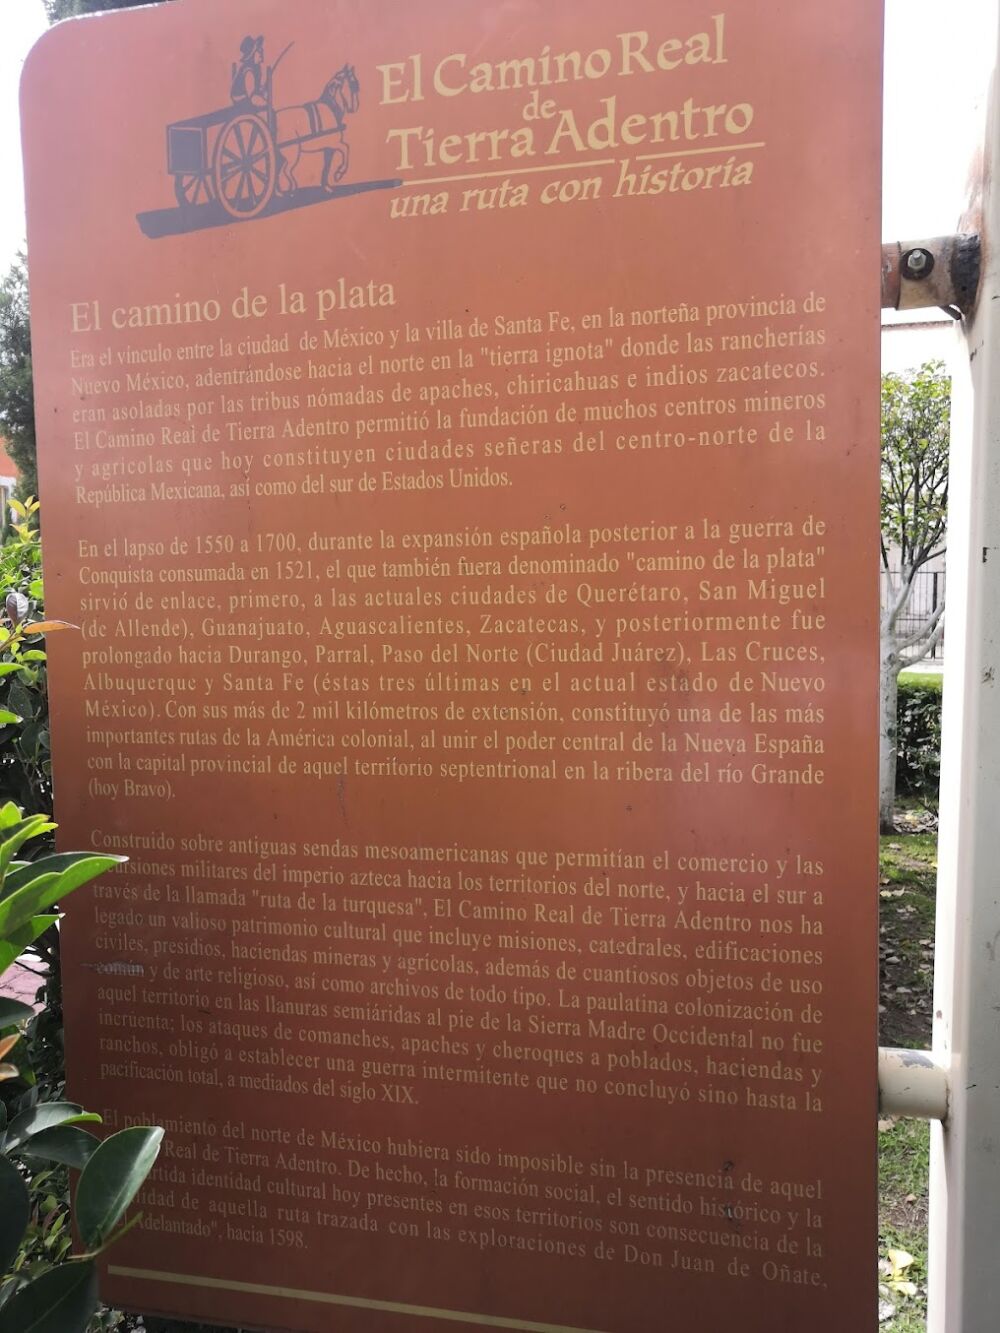 El Camino Real
de
Tierra Adentro
una ruta con historia
El camino de la plata
Era el vínculo entre la ciudad de México y la villa de Santa Fe, en la norteña provincia de
Nuevo México, adentrándose hacia el norte en la "tierra ignota" donde las rancherías
eran asoladas por las tribus nómadas de apaches, chiricahuas e indios zacatecos.
El Camino Real de Tierra Adentro permitió la fundación de muchos centros mineros
y agrícolas que hoy constituyen ciudades señeras del centro-norte de la
República Mexicana, así como del sur de Estados Unidos.
En el lapso de 1550 a 1700, durante la expansión española posterior a la guerra de
Conquista consumada en 1521, el que también fuera denominado "camino de la plata"
sirvió de enlace, primero, a las actuales ciudades de Querétaro, San Miguel
(de Allende), Guanajuato, Aguascalientes, Zacatecas, y posteriormente fue
prolongado hacia Durango, Parral, Paso del Norte (Ciudad Juárez), Las Cruces,
Albuquerque y Santa Fe (éstas tres últimas en el actual estado de Nuevo
México). Con sus más de 2 mil kilómetros de extensión, constituyó una de las más
importantes rutas de la América colonial, al unir el poder central de la Nueva España
con la capital provincial de aquel territorio septentrional en la ribera del río Grande
(hoy Bravo).
Construido sobre antiguas sendas mesoamericanas que permitían el comercio y las
militares del imperio azteca hacia los territorios del norte, y hacia el sur a
través de la llamada "ruta de la turquesa", El Camino Real de Tierra Adentro nos ha
legado un valioso patrimonio cultural que incluye misiones, catedrales, edificaciones
civiles, presidios, haciendas mineras y agrícolas, además de cuantiosos objetos de uso
común y de arte religioso, así como archivos de todo tipo. La paulatina colonización de
aquel territorio en las llanuras semiáridas al pie de la Sierra Madre Occidental no fue
incruenta; los ataques de comanches, apaches y cheroques a poblados, haciendas y
ranchos, obligó a establecer una guerra intermitente que no concluyó sino hasta la
pacificación total, a mediados del siglo XIX.
El poblamiento del norte de México hubiera sido imposible sin la presencia de aquel
Real de Tierra Adentro. De hecho, la formación social, el sentido histórico y la
identidad cultural hoy presentes en esos territorios son consecuencia de la
de aquella ruta trazada con las exploraciones de Don Juan de Oñate,
Adelantado", hacia 1598.